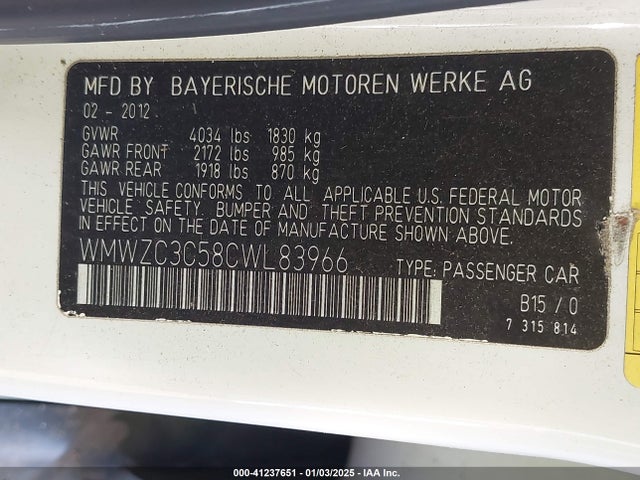 MFD BY BAYERISCHE MOTOREN WERKE AG
02 - 2012
GVWR 4034 lbs 1830 kg
GAWR FRONT 2172 lbs 985 kg
GAWR REAR 1918 lbs 870 kg
THIS VEHICLE CONFORMS TO ALL APPLICABLE U.S. FEDERAL MOTOR
VEHICLE SAFETY, BUMPER AND THEFT PREVENTION STANDARDS
IN EFFECT ON THE DATE OF MANUFACTURE SHOWN ABOVE.
WMWZC3C58CWL83966 TYPE: PASSENGER CAR
B15 / 0
7 315 814
000-41237651 - 01/03/2025 - IAA Inc.